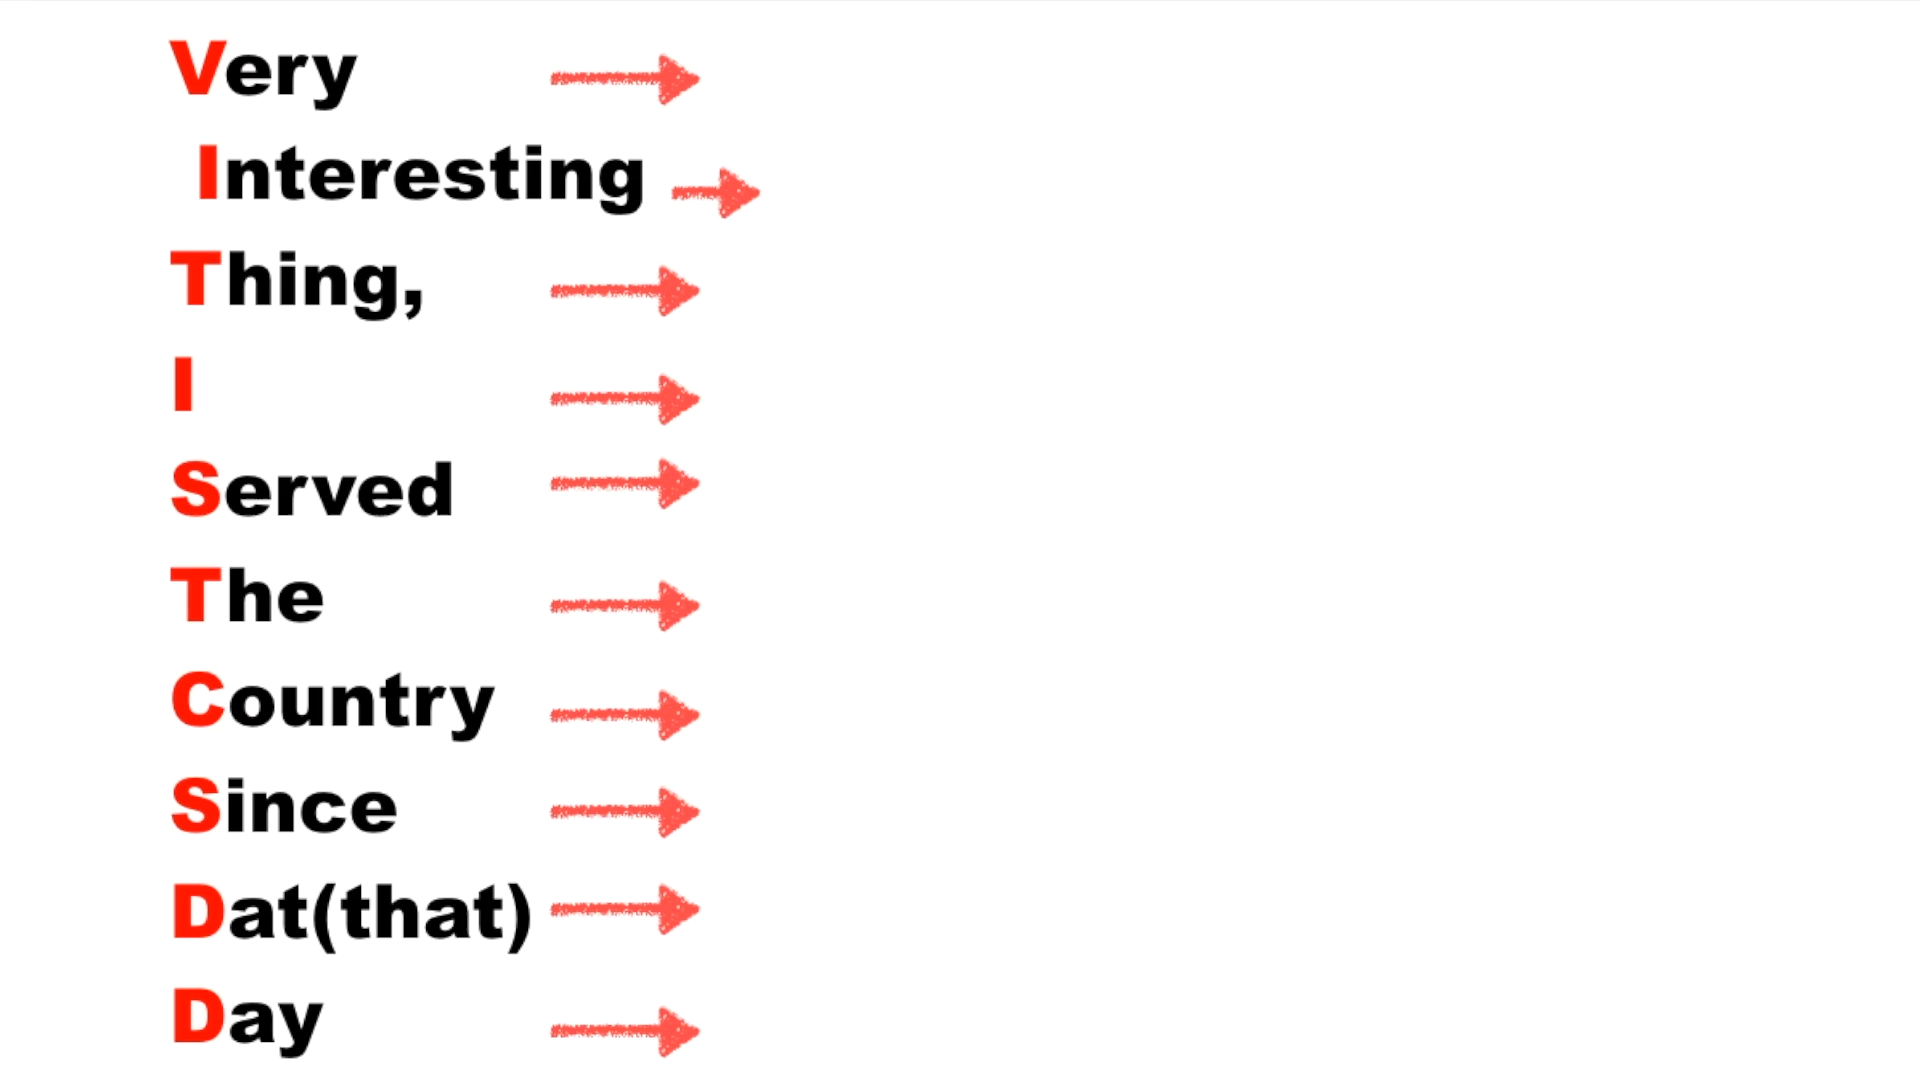 Very
Interesting
Thing,
I
Served
The
Country
Since
Dat(that)
Day